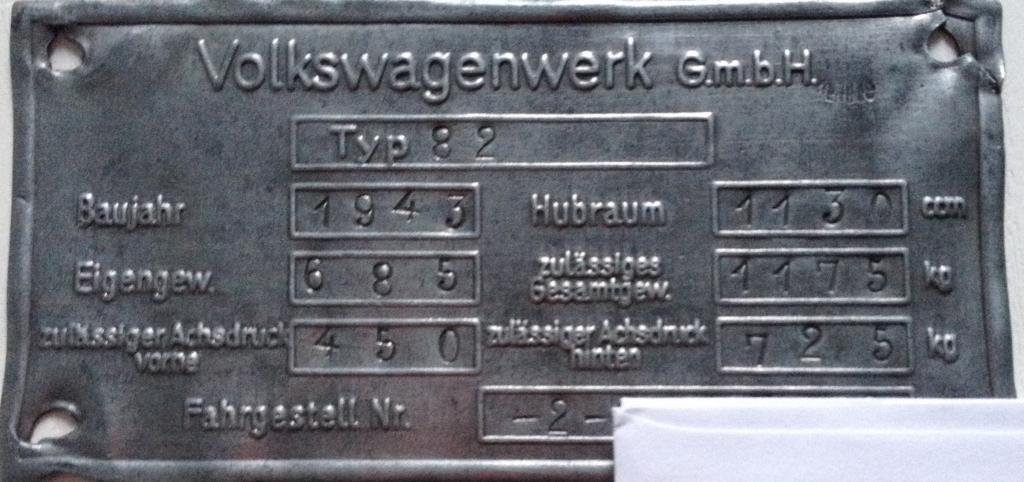 Volkswagenwerk G.m.b.H.
Typ 82
Baujahr 1943 Hubraum 1130 ccm
Eigengew. 685 zulässiges Gesamtgew. 1175 kg
zulässiger Achsdruck vorne 450 zulässiger Achsdruck hinten 725 kg
Fahrgestell Nr. -2-